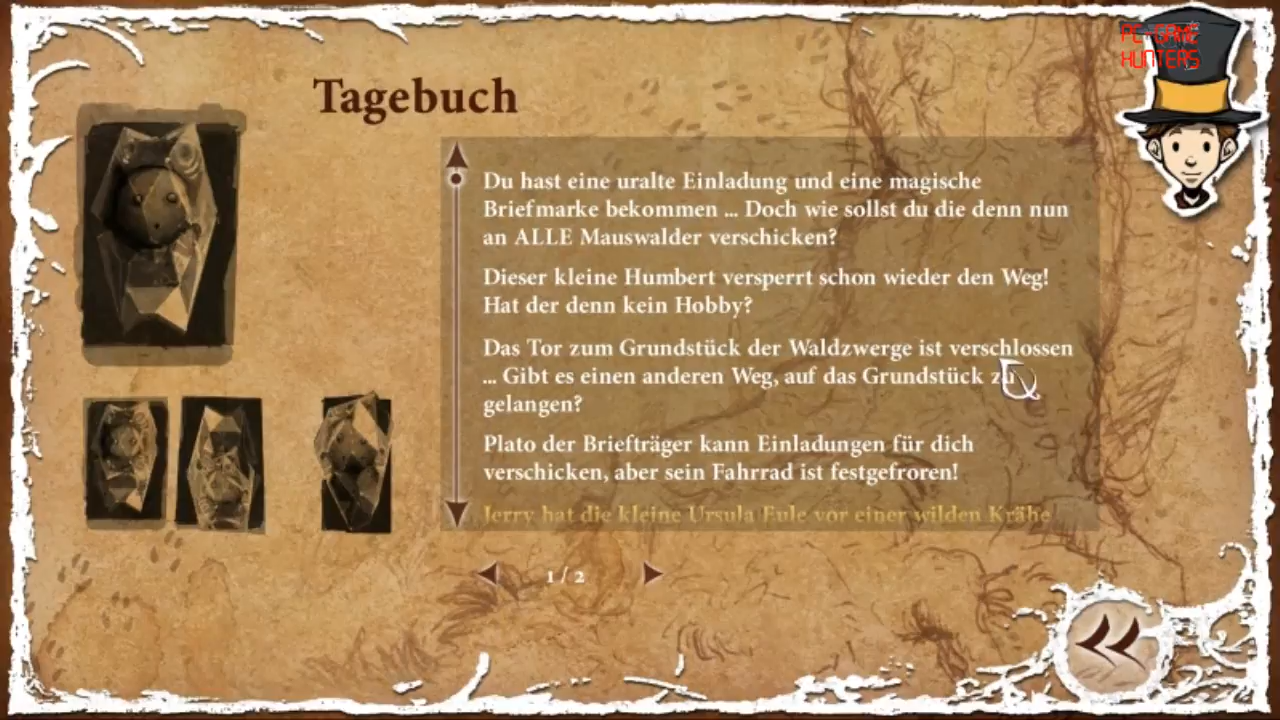 PC-GAME
HUNTERS
Tagebuch
Du hast eine uralte Einladung und eine magische
Briefmarke bekommen ... Doch wie sollst du die denn nun
an ALLE Mauswalder verschicken?
Dieser kleine Humbert versperrt schon wieder den Weg!
Hat der denn kein Hobby?
Das Tor zum Grundstück der Waldzwerge ist verschlossen
... Gibt es einen anderen Weg, auf das Grundstück zu
gelangen?
Plato der Briefträger kann Einladungen für dich
verschicken, aber sein Fahrrad ist festgefroren!
Jerry hat die kleine Ursula Eule vor einer wilden Krähe
1 / 2